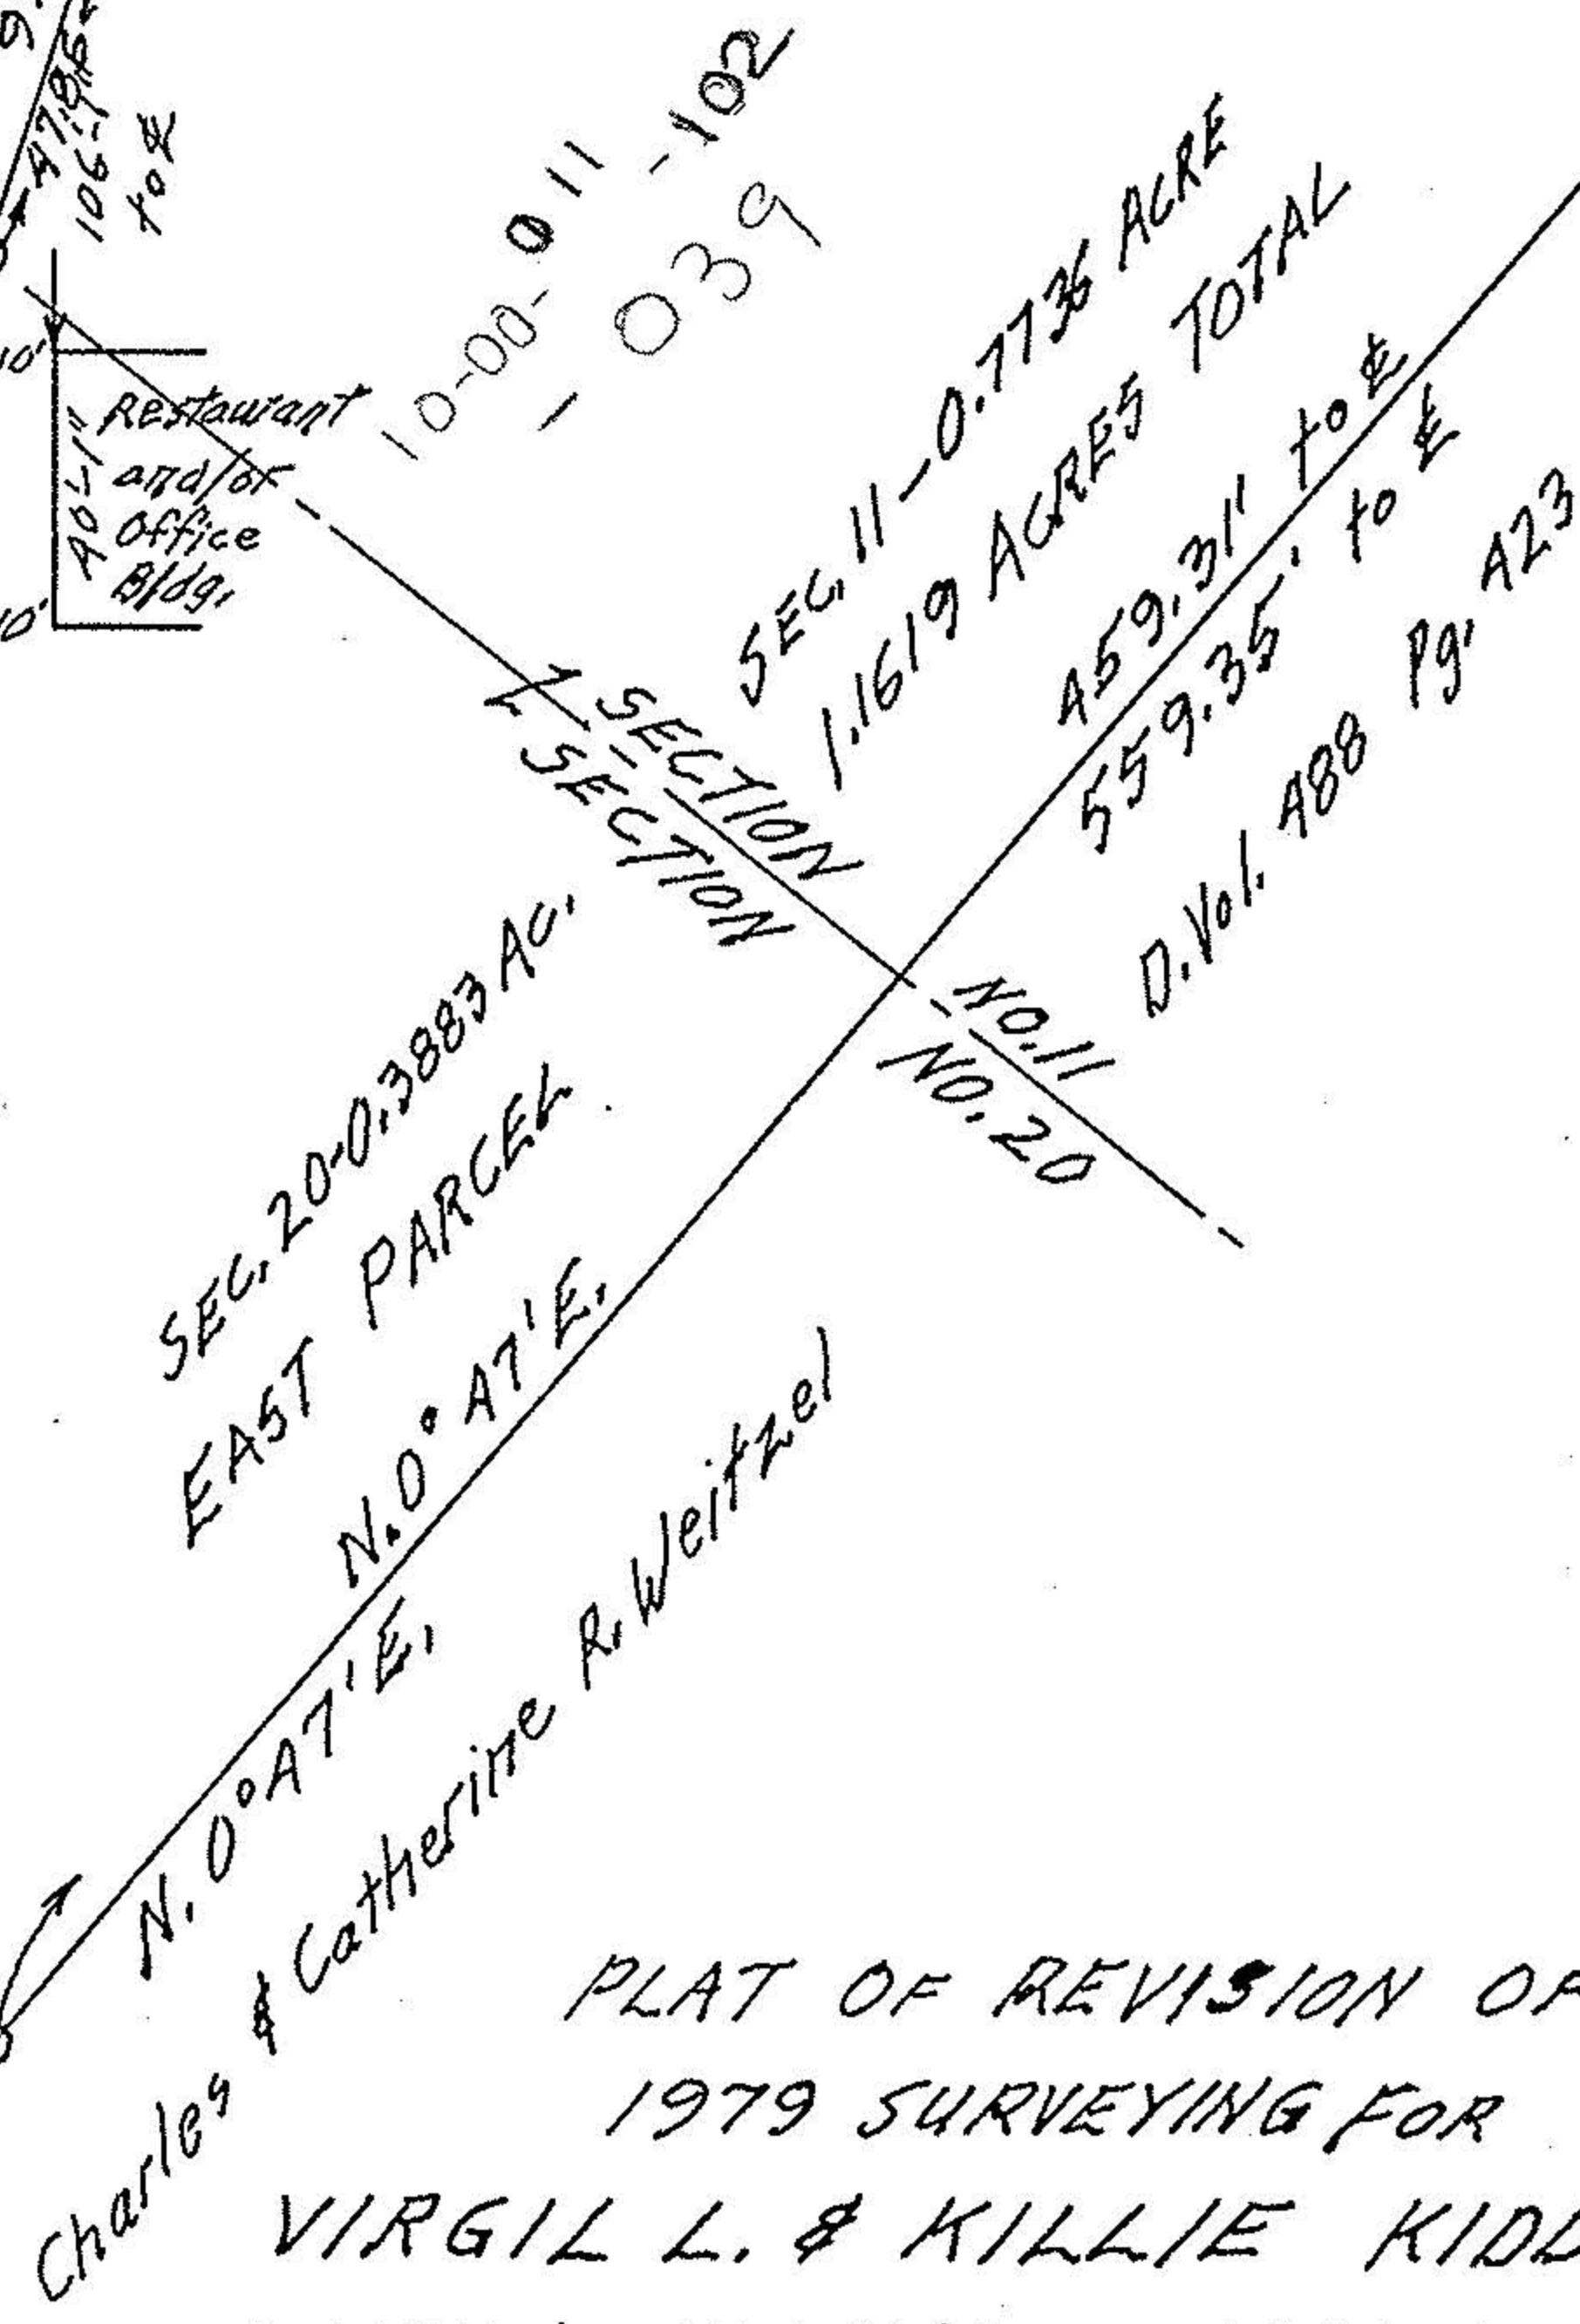 to ℄
10-00-011
-102
-039
Restaurant
and/or
Office
Bldg.
SEC. 11-0.7736 ACRE
1.1619 ACRES TOTAL
459.31' to ℄
559.35' to ℄
D.Vol. 488 Pg. 423
SECTION NO.11
SECTION NO.20
SEC. 20-0.3883 AC.
EAST PARCEL
N.0°47'E.
N.0°47'E.
Charles & Catherine R. Weitzel
PLAT OF REVISION OF
1979 SURVEYING FOR
VIRGIL L. & KILLIE